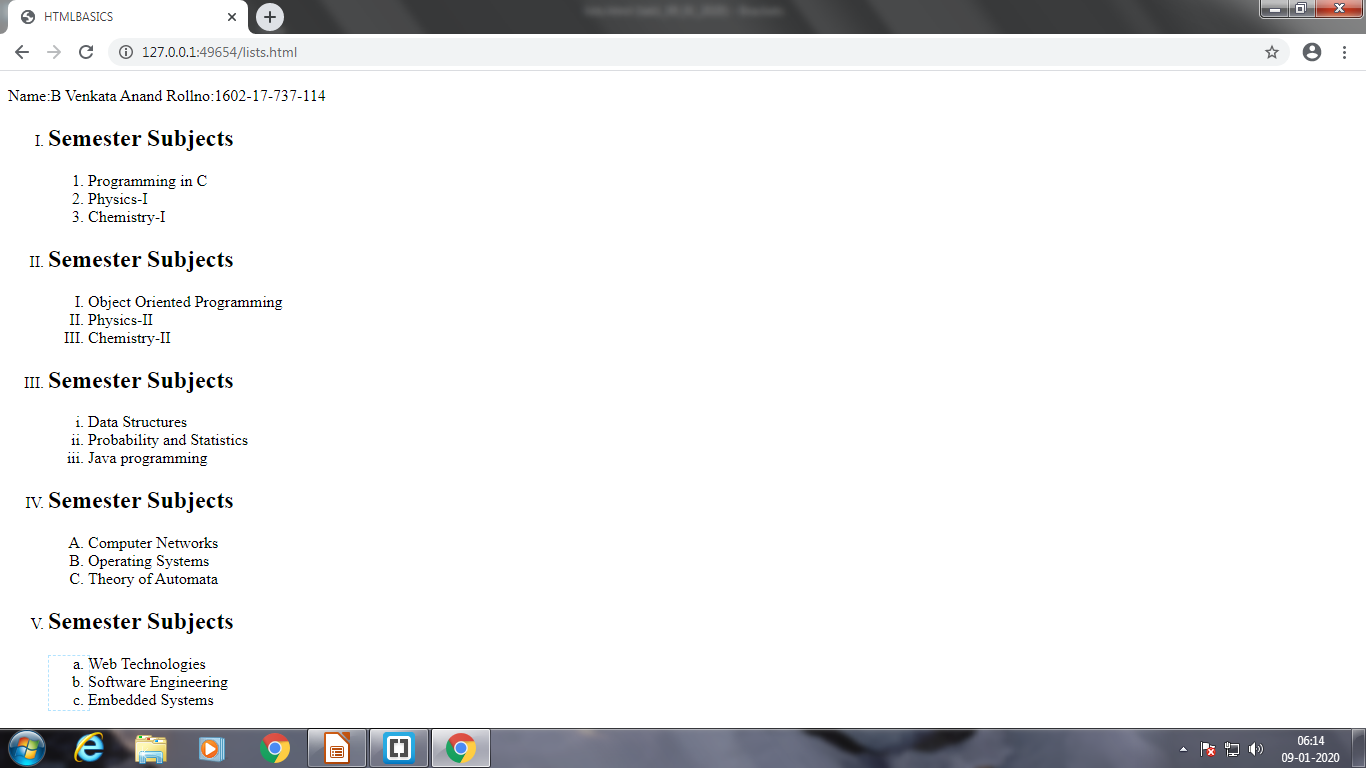 HTMLBASICS
127.0.0.1:49654/lists.html
Name:B Venkata Anand Rollno:1602-17-737-114
I. Semester Subjects
1. Programming in C
2. Physics-I
3. Chemistry-I
II. Semester Subjects
I. Object Oriented Programming
II. Physics-II
III. Chemistry-II
III. Semester Subjects
i. Data Structures
ii. Probability and Statistics
iii. Java programming
IV. Semester Subjects
A. Computer Networks
B. Operating Systems
C. Theory of Automata
V. Semester Subjects
a. Web Technologies
b. Software Engineering
c. Embedded Systems
06:14
09-01-2020